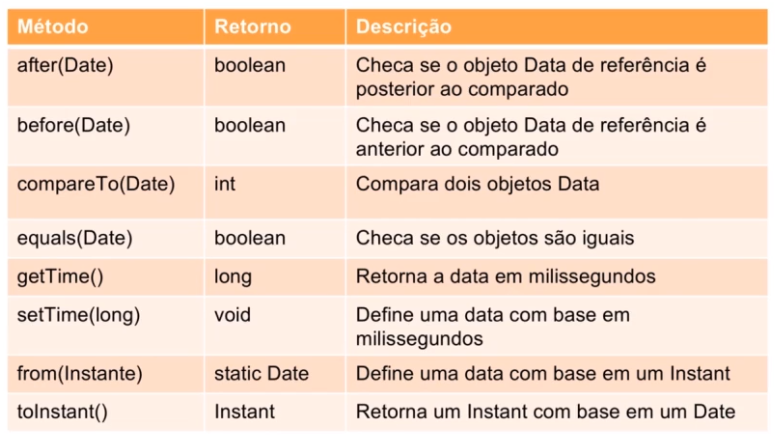 Método Retorno Descrição
after(Date) boolean Checa se o objeto Data de referência é
posterior ao comparado
before(Date) boolean Checa se o objeto Data de referência é
anterior ao comparado
compareTo(Date) int Compara dois objetos Data
equals(Date) boolean Checa se os objetos são iguais
getTime() long Retorna a data em milissegundos
setTime(long) void Define uma data com base em
milissegundos
from(Instante) static Date Define uma data com base em um Instant
toInstant() Instant Retorna um Instant com base em um Date